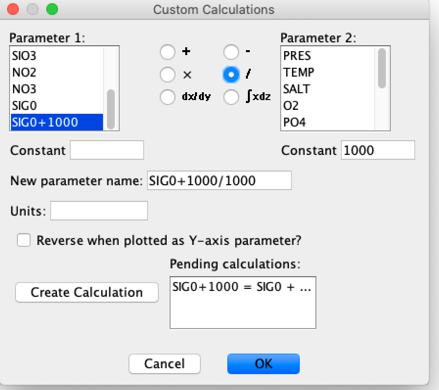 Custom Calculations
Parameter 1:
Parameter 2:
SIO3
NO2
NO3
SIG0
SIG0+1000
+
-
×
/
dx/dy
∫xdz
PRES
TEMP
SALT
O2
PO4
Constant
Constant 1000
New parameter name: SIG0+1000/1000
Units:
Reverse when plotted as Y-axis parameter?
Pending calculations:
Create Calculation
SIG0+1000 = SIG0 + ...
Cancel
OK